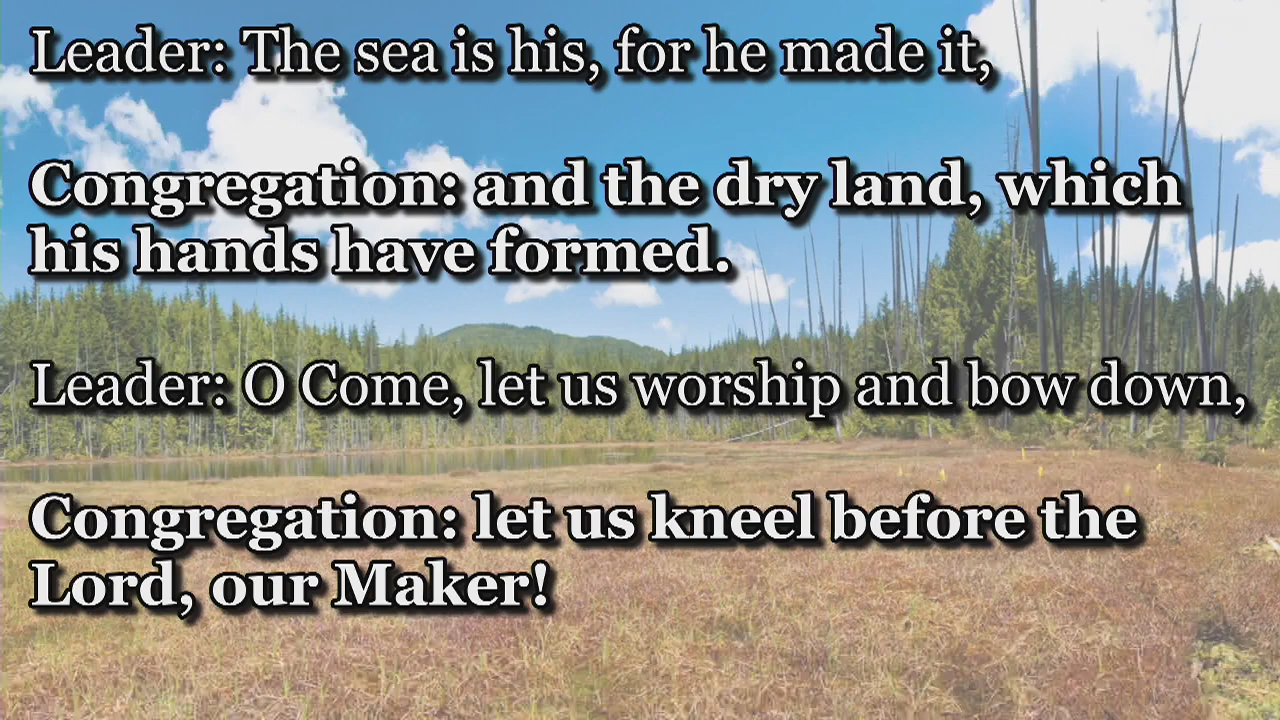 Leader: The sea is his, for he made it,
Congregation: and the dry land, which
his hands have formed.
Leader: O Come, let us worship and bow down,
Congregation: let us kneel before the
Lord, our Maker!